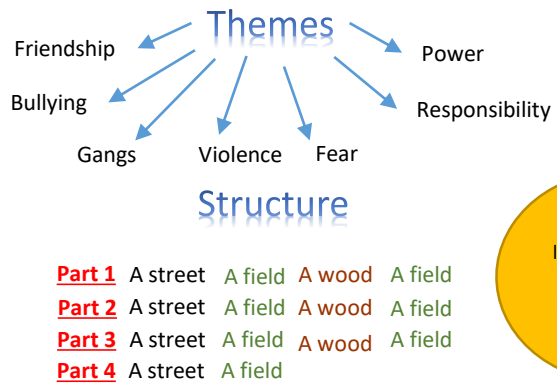 Themes
Friendship
Power
Bullying
Responsibility
Gangs Violence Fear
Structure
Part 1 A street A field A wood A field
Part 2 A street A field A wood A field
Part 3 A street A field A wood A field
Part 4 A street A field